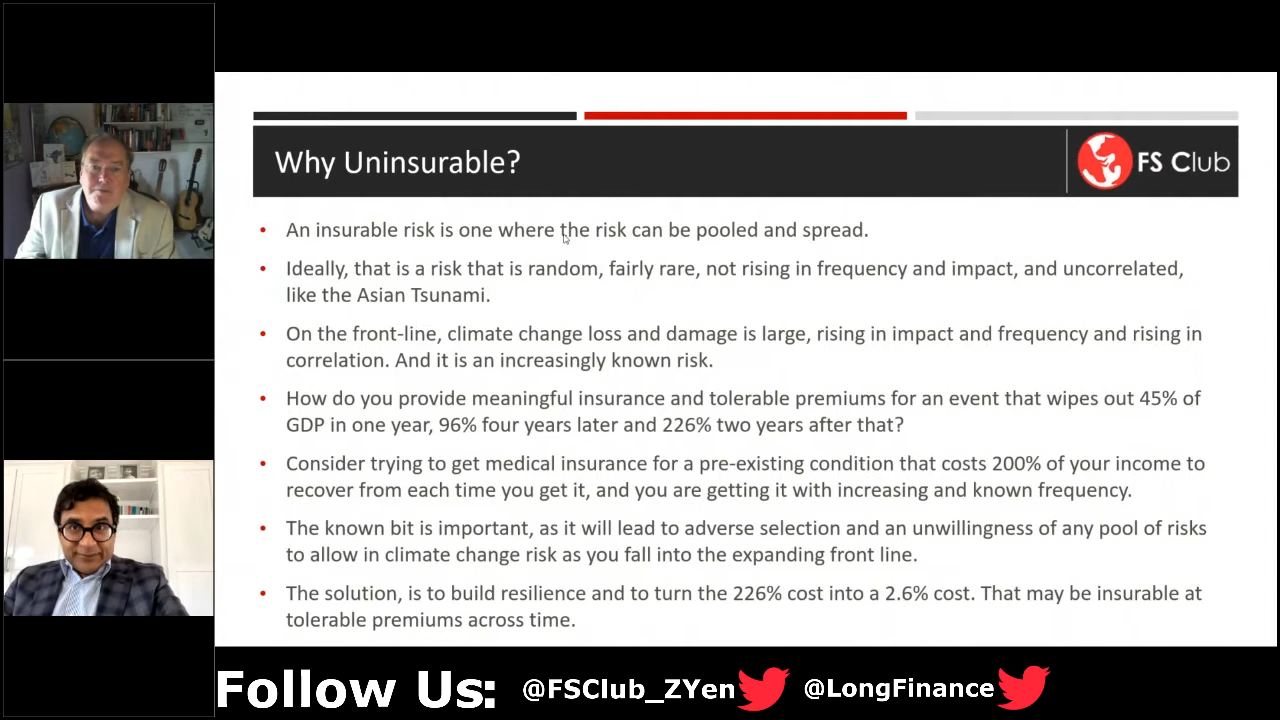 Why Uninsurable?
FS Club
• An insurable risk is one where the risk can be pooled and spread.
• Ideally, that is a risk that is random, fairly rare, not rising in frequency and impact, and uncorrelated,
like the Asian Tsunami.
• On the front-line, climate change loss and damage is large, rising in impact and frequency and rising in
correlation. And it is an increasingly known risk.
• How do you provide meaningful insurance and tolerable premiums for an event that wipes out 45% of
GDP in one year, 96% four years later and 226% two years after that?
• Consider trying to get medical insurance for a pre-existing condition that costs 200% of your income to
recover from each time you get it, and you are getting it with increasing and known frequency.
• The known bit is important, as it will lead to adverse selection and an unwillingness of any pool of risks
to allow in climate change risk as you fall into the expanding front line.
• The solution, is to build resilience and to turn the 226% cost into a 2.6% cost. That may be insurable at
tolerable premiums across time.
Follow Us: @FSClub_ZYen @LongFinance